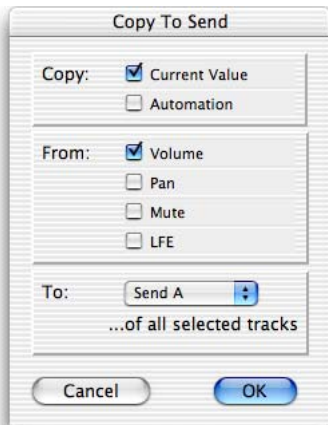 Copy To Send
Copy: Current Value
Automation
From: Volume
Pan
Mute
LFE
To: Send A
...of all selected tracks
Cancel OK